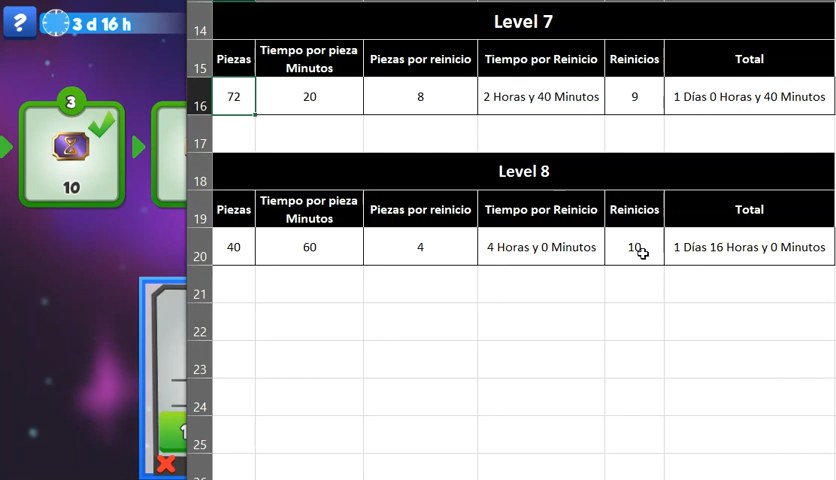 ? 3 d 16 h
3
10
14 Level 7
15 Piezas Tiempo por pieza Minutos Piezas por reinicio Tiempo por Reinicio Reinicios Total
16 72 20 8 2 Horas y 40 Minutos 9 1 Días 0 Horas y 40 Minutos
17
18 Level 8
19 Piezas Tiempo por pieza Minutos Piezas por reinicio Tiempo por Reinicio Reinicios Total
20 40 60 4 4 Horas y 0 Minutos 10 1 Días 16 Horas y 0 Minutos
21
22
23
24
25